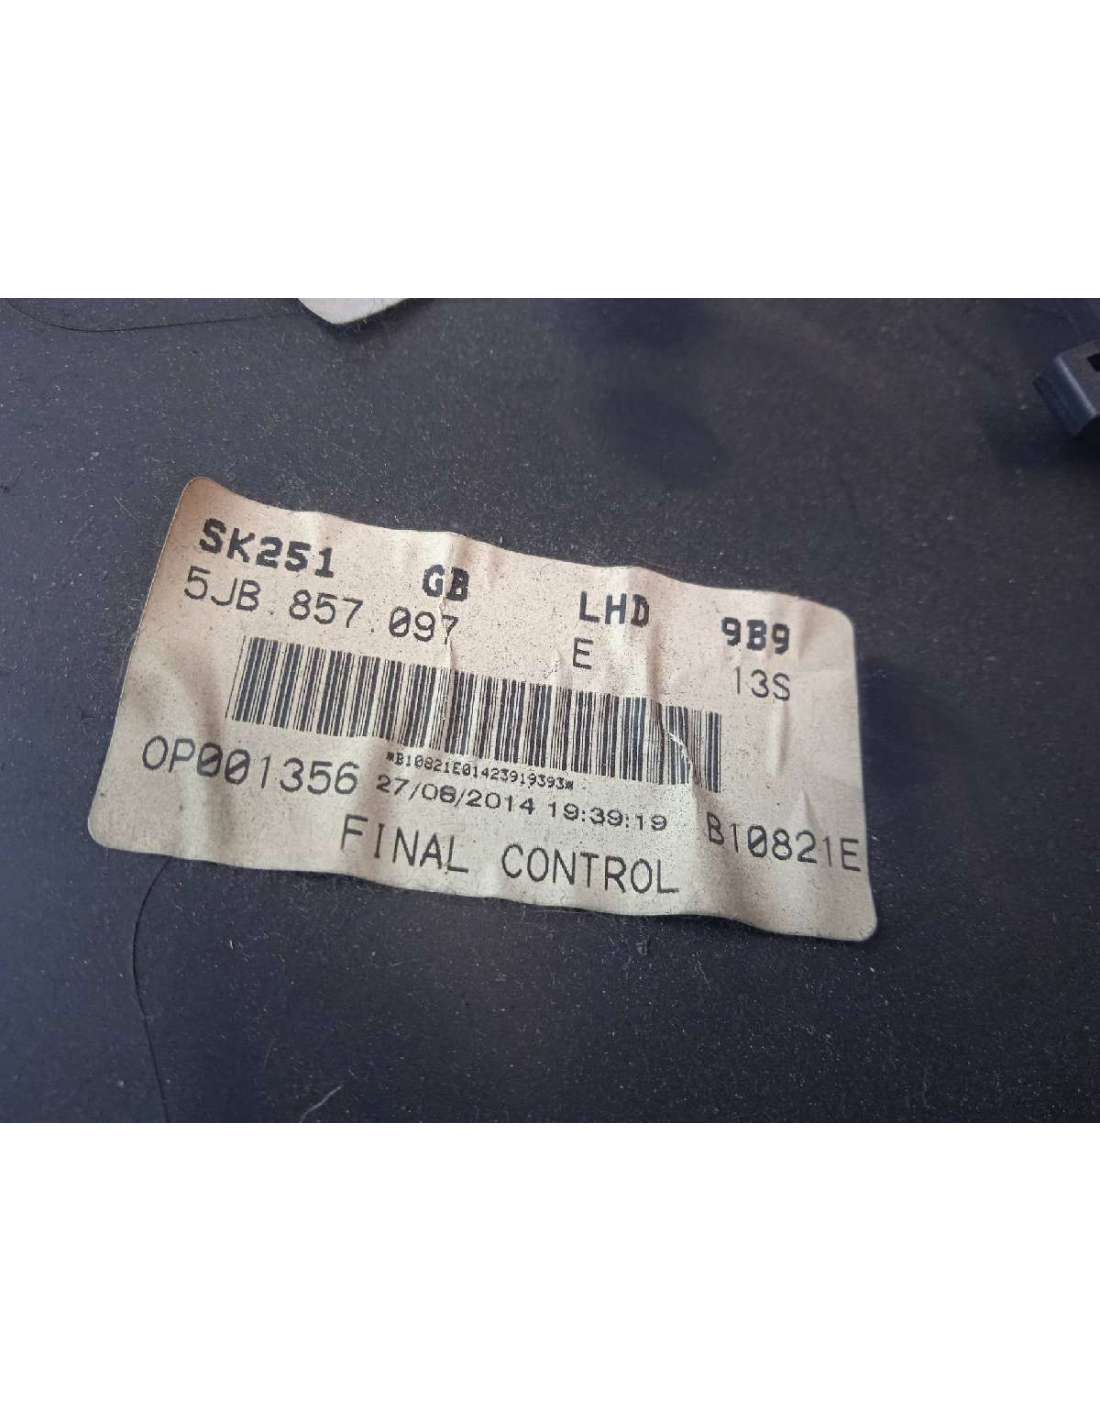 SK251 GB LHD 9B9
5JB.857.097 E 13S
*B10821E01423919393*
OP001356 27/08/2014 19:39:19 B10821E
FINAL CONTROL